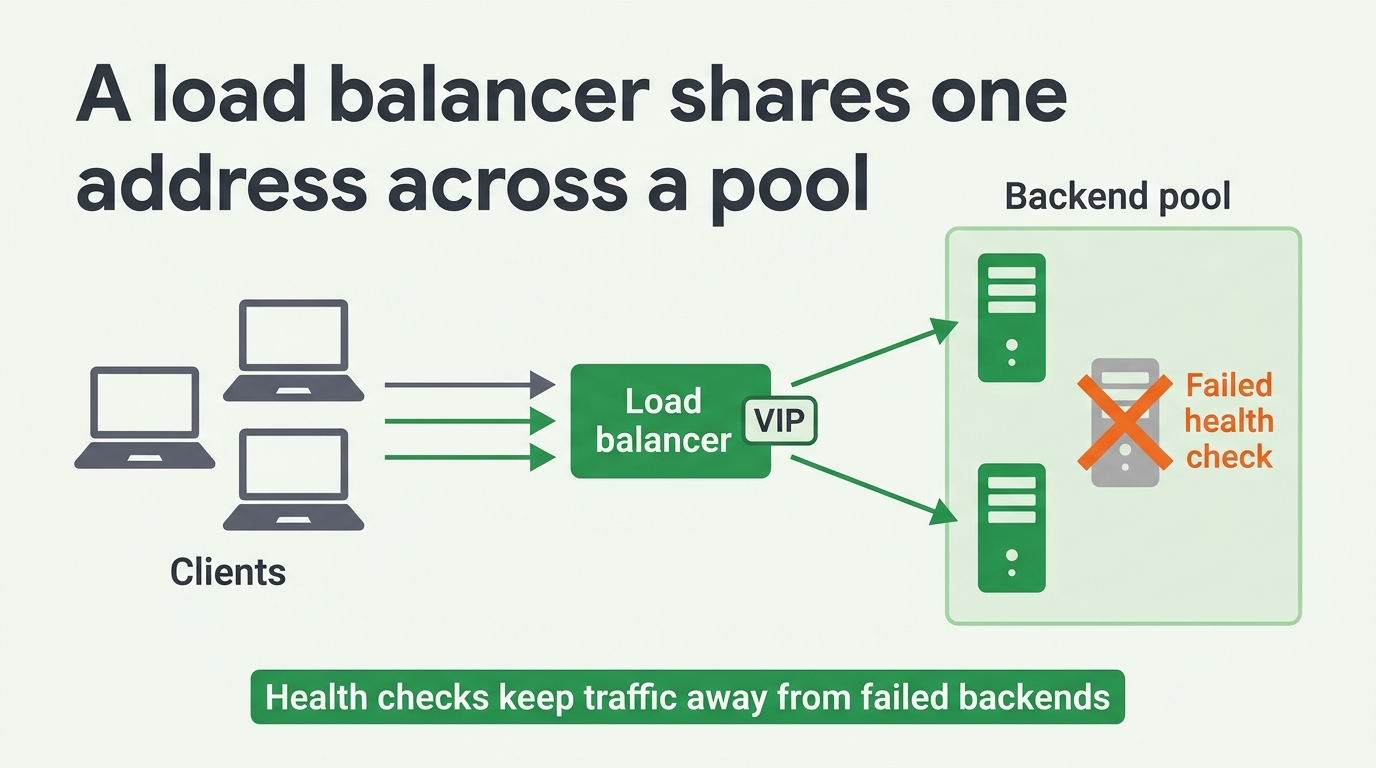 A load balancer shares one
address across a pool
Backend pool
Load
balancer
VIP
Failed
health
check
Clients
Health checks keep traffic away from failed backends